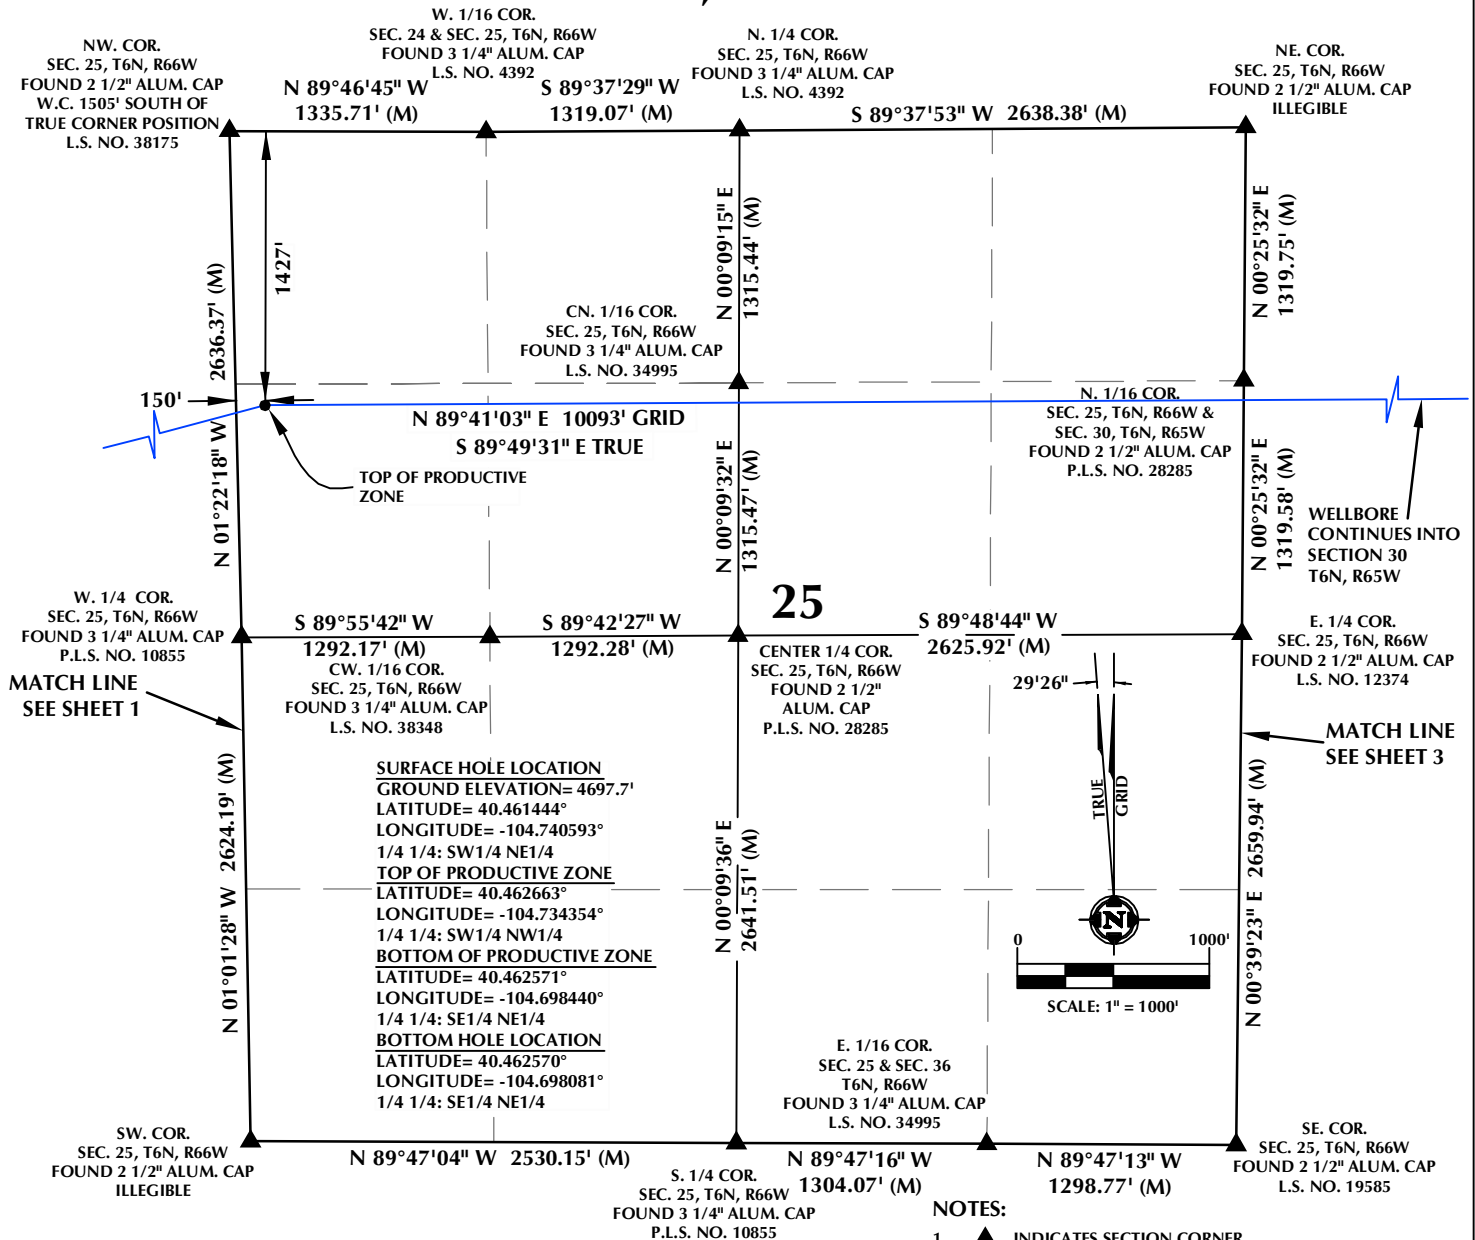 W. 1/16 COR.
SEC. 24 & SEC. 25, T6N, R66W
FOUND 3 1/4" ALUM. CAP
L.S. NO. 4392
N. 1/4 COR.
SEC. 25, T6N, R66W
FOUND 3 1/4" ALUM. CAP
L.S. NO. 4392
NW. COR.
SEC. 25, T6N, R66W
FOUND 2 1/2" ALUM. CAP
W.C. 1505' SOUTH OF
TRUE CORNER POSITION
L.S. NO. 38175
NE. COR.
SEC. 25, T6N, R66W
FOUND 2 1/2" ALUM. CAP
ILLEGIBLE
N 89°46'45" W
1335.71' (M)
S 89°37'29" W
1319.07' (M)
S 89°37'53" W 2638.38' (M)
1427'
N 01°22'18" W 2636.37' (M)
N 00°09'15" E
1315.44' (M)
N 00°25'32" E
1319.75' (M)
CN. 1/16 COR.
SEC. 25, T6N, R66W
FOUND 3 1/4" ALUM. CAP
L.S. NO. 34995
150'
N 89°41'03" E 10093' GRID
S 89°49'31" E TRUE
TOP OF PRODUCTIVE
ZONE
N. 1/16 COR.
SEC. 25, T6N, R66W &
SEC. 30, T6N, R65W
FOUND 2 1/2" ALUM. CAP
P.L.S. NO. 28285
N 00°09'32" E
1315.47' (M)
N 00°25'32" E
1319.58' (M)
WELLBORE
CONTINUES INTO
SECTION 30
T6N, R65W
W. 1/4 COR.
SEC. 25, T6N, R66W
FOUND 3 1/4" ALUM. CAP
P.L.S. NO. 10855
S 89°55'42" W
1292.17' (M)
S 89°42'27" W
1292.28' (M)
25
S 89°48'44" W
2625.92' (M)
E. 1/4 COR.
SEC. 25, T6N, R66W
FOUND 2 1/2" ALUM. CAP
L.S. NO. 12374
CW. 1/16 COR.
SEC. 25, T6N, R66W
FOUND 3 1/4" ALUM. CAP
L.S. NO. 38348
CENTER 1/4 COR.
SEC. 25, T6N, R66W
FOUND 2 1/2"
ALUM. CAP
P.L.S. NO. 28285
MATCH LINE
SEE SHEET 1
MATCH LINE
SEE SHEET 3
29'26"
TRUE
GRID
N
0 1000'
SCALE: 1" = 1000'
N 01°01'28" W 2624.19' (M)
SURFACE HOLE LOCATION
GROUND ELEVATION= 4697.7'
LATITUDE= 40.461444°
LONGITUDE= -104.740593°
1/4 1/4: SW1/4 NE1/4
TOP OF PRODUCTIVE ZONE
LATITUDE= 40.462663°
LONGITUDE= -104.734354°
1/4 1/4: SW1/4 NW1/4
BOTTOM OF PRODUCTIVE ZONE
LATITUDE= 40.462571°
LONGITUDE= -104.698440°
1/4 1/4: SE1/4 NE1/4
BOTTOM HOLE LOCATION
LATITUDE= 40.462570°
LONGITUDE= -104.698081°
1/4 1/4: SE1/4 NE1/4
N 00°09'36" E
2641.51' (M)
N 00°39'23" E 2659.94' (M)
E. 1/16 COR.
SEC. 25 & SEC. 36
T6N, R66W
FOUND 3 1/4" ALUM. CAP
L.S. NO. 34995
SW. COR.
SEC. 25, T6N, R66W
FOUND 2 1/2" ALUM. CAP
ILLEGIBLE
N 89°47'04" W 2530.15' (M)
S. 1/4 COR.
SEC. 25, T6N, R66W
FOUND 3 1/4" ALUM. CAP
P.L.S. NO. 10855
N 89°47'16" W
1304.07' (M)
N 89°47'13" W
1298.77' (M)
SE. COR.
SEC. 25, T6N, R66W
FOUND 2 1/2" ALUM. CAP
L.S. NO. 19585
NOTES:
1. INDICATES SECTION CORNER